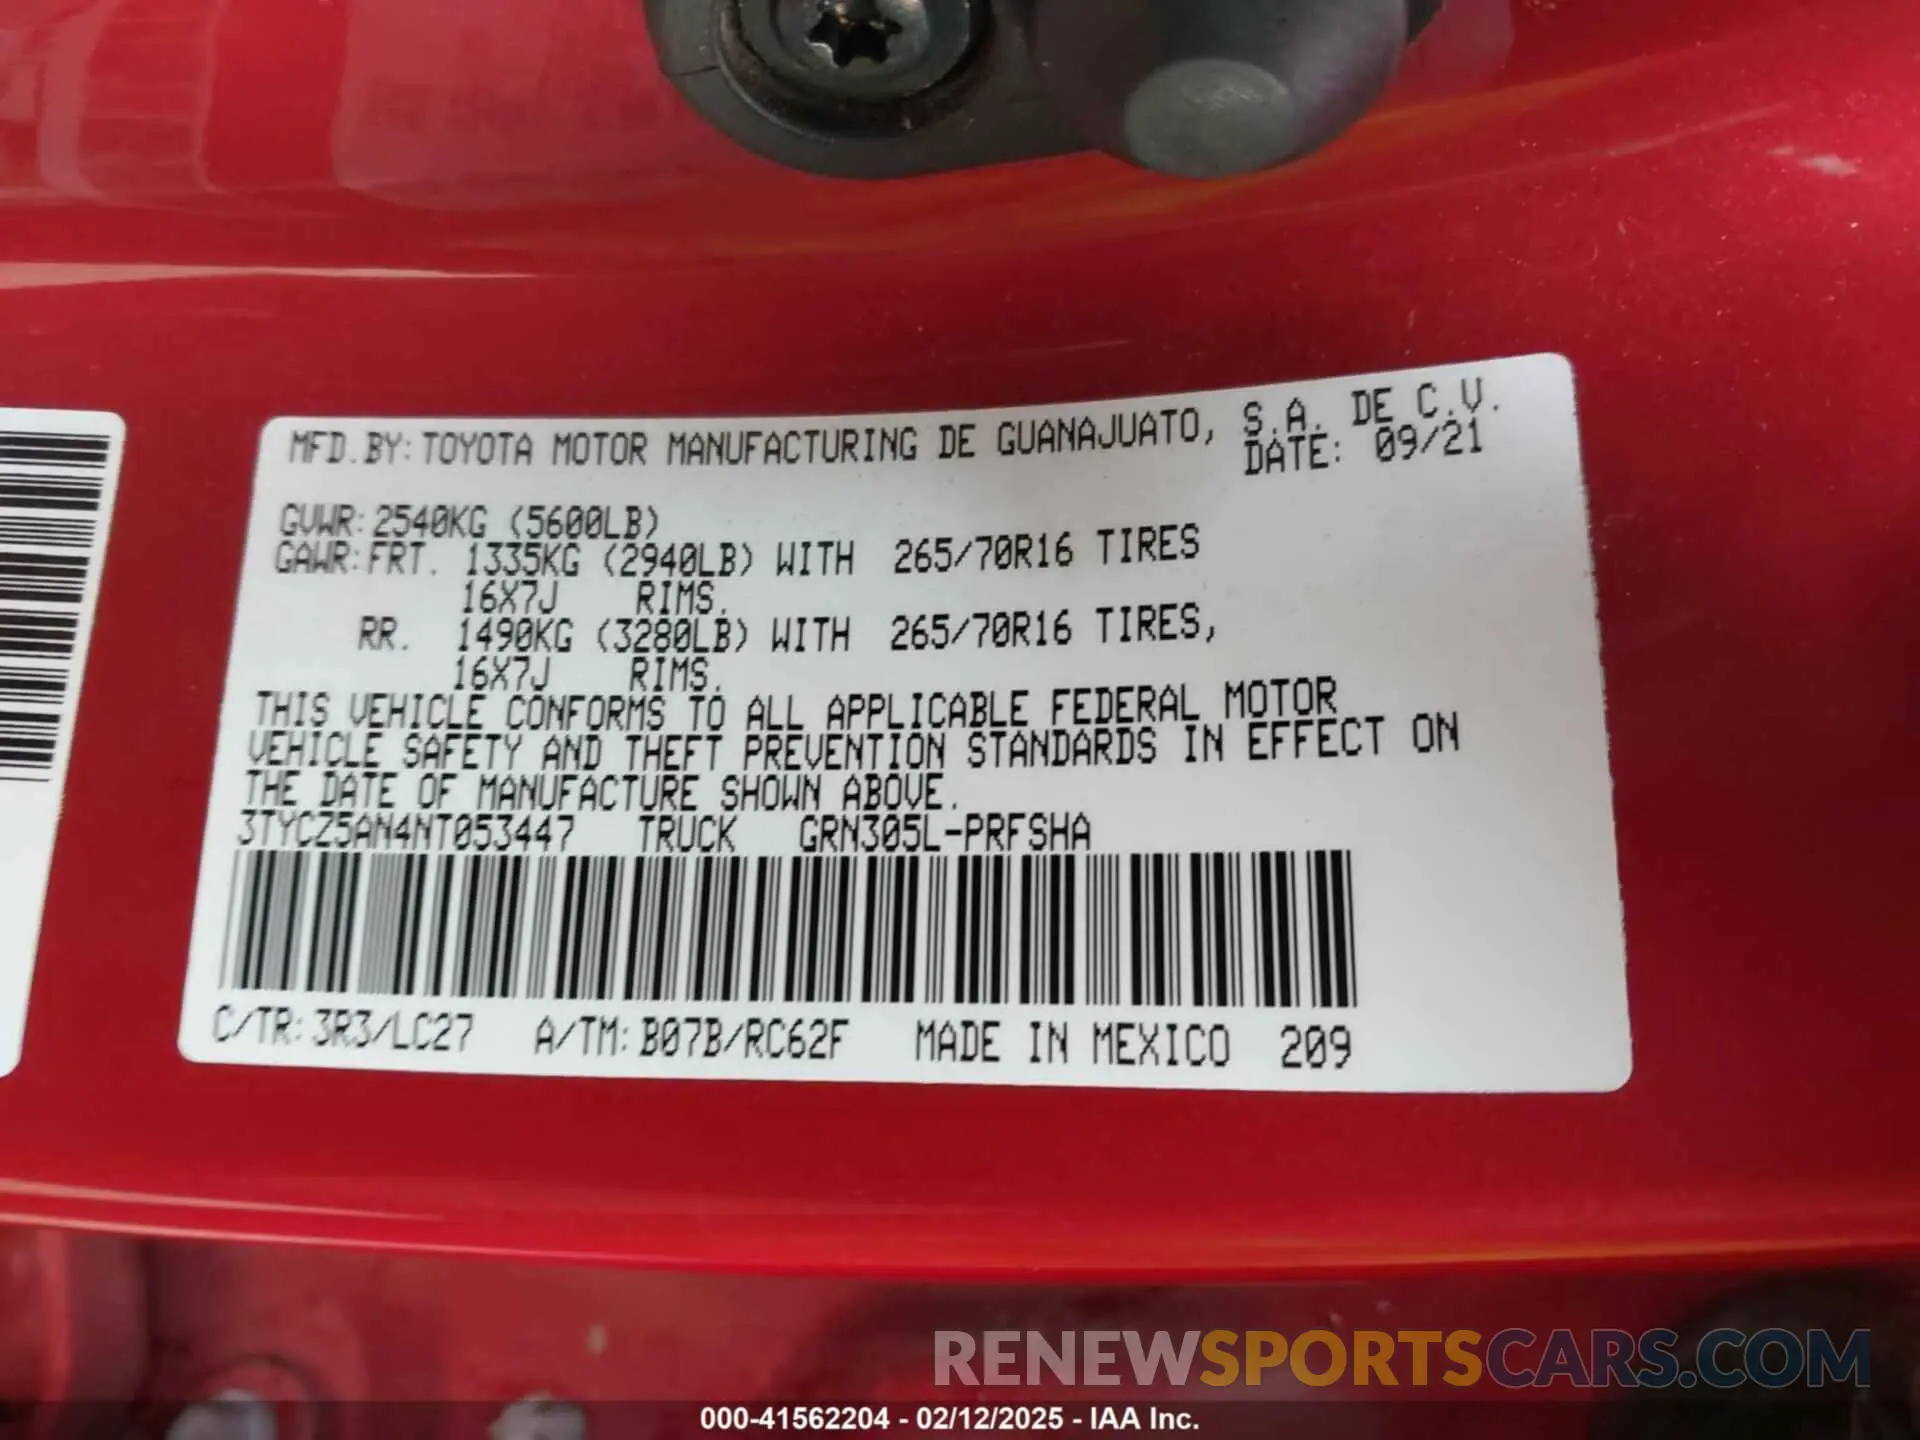 MFD.BY: TOYOTA MOTOR MANUFACTURING DE GUANAJUATO, S.A. DE C.V.
DATE: 09/21
GVWR: 2540KG (5600LB)
GAWR: FRT. 1335KG (2940LB) WITH 265/70R16 TIRES
16X7J RIMS.
RR. 1490KG (3280LB) WITH 265/70R16 TIRES,
16X7J RIMS.
THIS VEHICLE CONFORMS TO ALL APPLICABLE FEDERAL MOTOR
VEHICLE SAFETY AND THEFT PREVENTION STANDARDS IN EFFECT ON
THE DATE OF MANUFACTURE SHOWN ABOVE.
3TYCZ5AN4NT053447 TRUCK GRN305L-PRFSHA
C/TR: 3R3/LC27 A/TM: B07B/RC62F MADE IN MEXICO 209
RENEWSPORTSCARS.COM
000-41562204 - 02/12/2025 - IAA Inc.